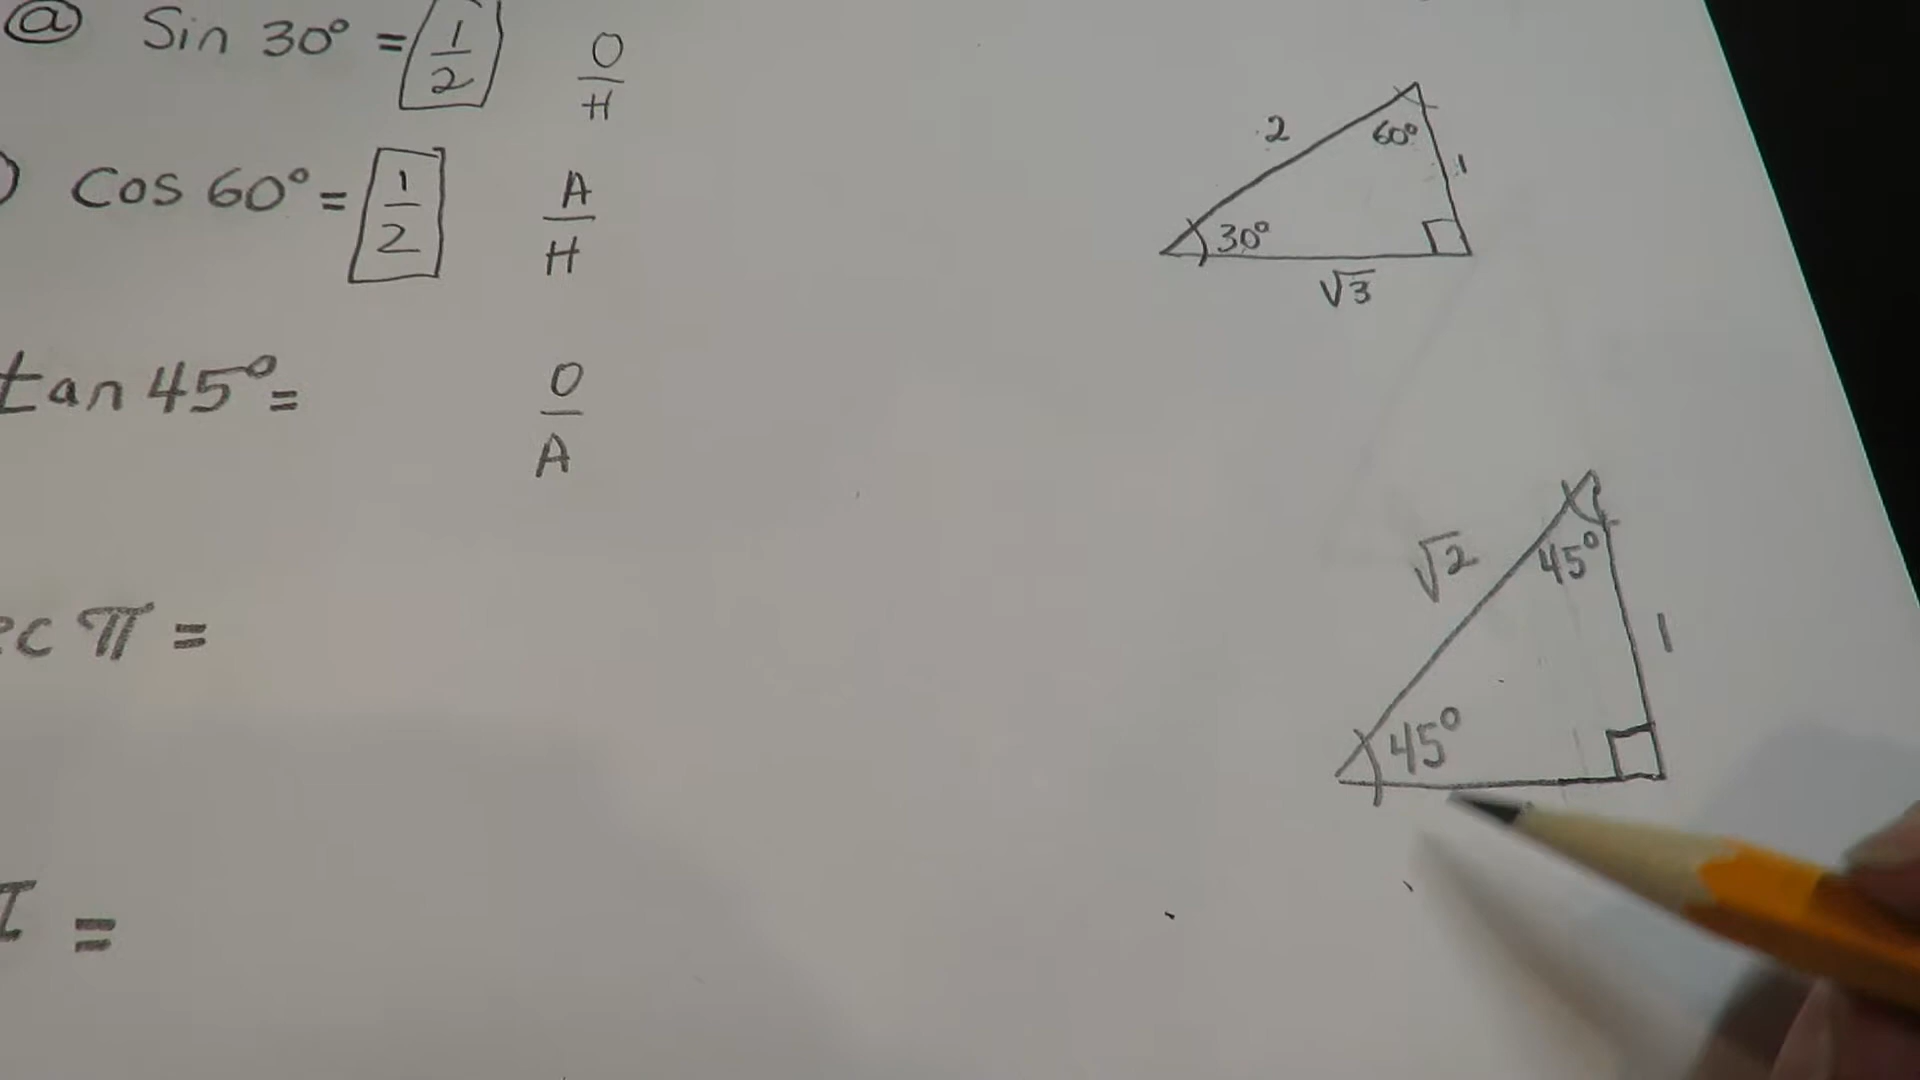 ⓐ Sin 30° = 1/2 O/H
) Cos 60° = 1/2 A/H
tan 45° = O/A
ec π =
=
2
60°
1
30°
√3
√2
45°
1
45°